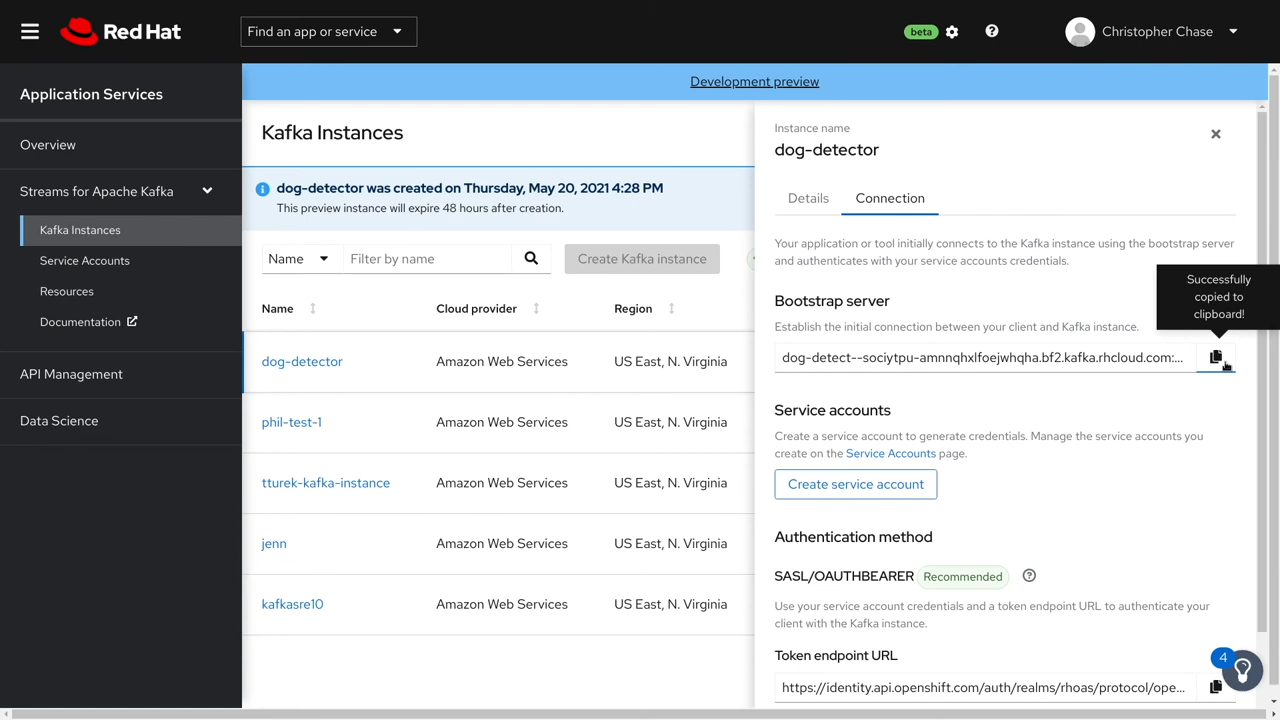 Red Hat
Find an app or service
beta
Christopher Chase
Application Services
Overview
Streams for Apache Kafka
Kafka Instances
Service Accounts
Resources
Documentation
API Management
Data Science
Development preview
Kafka Instances
dog-detector was created on Thursday, May 20, 2021 4:28 PM
This preview instance will expire 48 hours after creation.
Name
Filter by name
Create Kafka instance
Name Cloud provider Region
dog-detector Amazon Web Services US East, N. Virginia
phil-test-1 Amazon Web Services US East, N. Virginia
tturek-kafka-instance Amazon Web Services US East, N. Virginia
jenn Amazon Web Services US East, N. Virginia
kafkasre10 Amazon Web Services US East, N. Virginia
Instance name
dog-detector
Details Connection
Your application or tool initially connects to the Kafka instance using the bootstrap server
and authenticates with your service accounts credentials.
Successfully
copied to
clipboard!
Bootstrap server
Establish the initial connection between your client and Kafka instance.
dog-detect--sociytpu-amnnqhxlfoejwhqha.bf2.kafka.rhcloud.com:...
Service accounts
Create a service account to generate credentials. Manage the service accounts you
create on the Service Accounts page.
Create service account
Authentication method
SASL/OAUTHBEARER Recommended
Use your service account credentials and a token endpoint URL to authenticate your
client with the Kafka instance.
Token endpoint URL
https://identity.api.openshift.com/auth/realms/rhoas/protocol/ope...
4